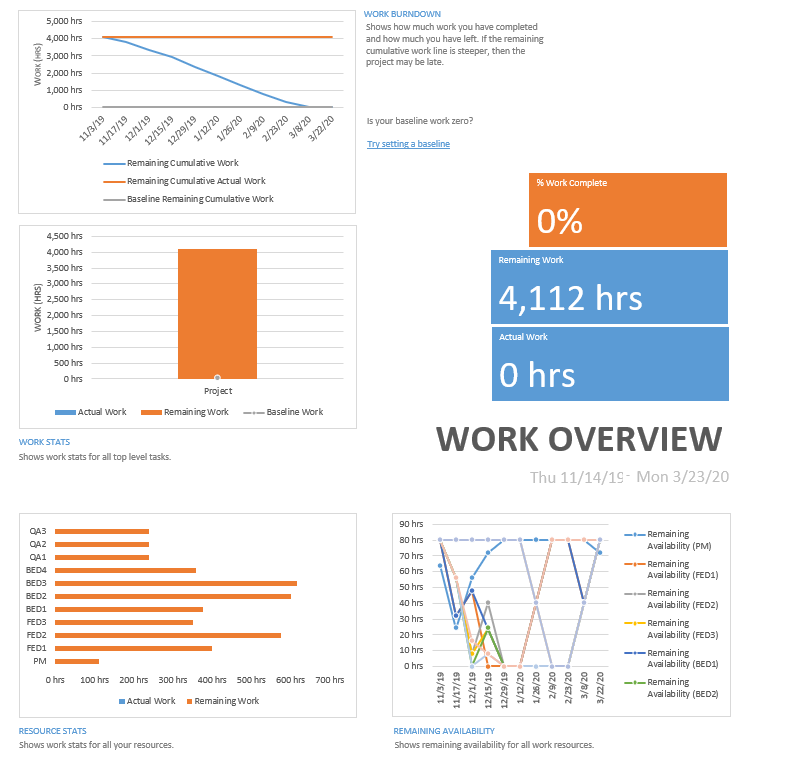 5,000 hrs
4,000 hrs
3,000 hrs
2,000 hrs
1,000 hrs
0 hrs
WORK (HRS)
11/3/19
11/17/19
12/1/19
12/15/19
12/29/19
1/12/20
1/26/20
2/9/20
2/23/20
3/8/20
3/22/20
Remaining Cumulative Work
Remaining Cumulative Actual Work
Baseline Remaining Cumulative Work
WORK BURNDOWN
Shows how much work you have completed
and how much you have left. If the remaining
cumulative work line is steeper, then the
project may be late.
Is your baseline work zero?
Try setting a baseline
% Work Complete
0%
Remaining Work
4,112 hrs
Actual Work
0 hrs
4,500 hrs
4,000 hrs
3,500 hrs
3,000 hrs
2,500 hrs
2,000 hrs
1,500 hrs
1,000 hrs
500 hrs
0 hrs
WORK (HRS)
Project
Actual Work Remaining Work Baseline Work
WORK STATS
Shows work stats for all top level tasks.
WORK OVERVIEW
Thu 11/14/19 - Mon 3/23/20
QA3
QA2
QA1
BED4
BED3
BED2
BED1
FED3
FED2
FED1
PM
0 hrs 100 hrs 200 hrs 300 hrs 400 hrs 500 hrs 600 hrs 700 hrs
Actual Work Remaining Work
RESOURCE STATS
Shows work stats for all your resources.
90 hrs
80 hrs
70 hrs
60 hrs
50 hrs
40 hrs
30 hrs
20 hrs
10 hrs
0 hrs
11/3/19
11/17/19
12/1/19
12/15/19
12/29/19
1/12/20
1/26/20
2/9/20
2/23/20
3/8/20
3/22/20
Remaining
Availability (PM)
Remaining
Availability (FED1)
Remaining
Availability (FED2)
Remaining
Availability (FED3)
Remaining
Availability (BED1)
Remaining
Availability (BED2)
REMAINING AVAILABILITY
Shows remaining availability for all work resources.